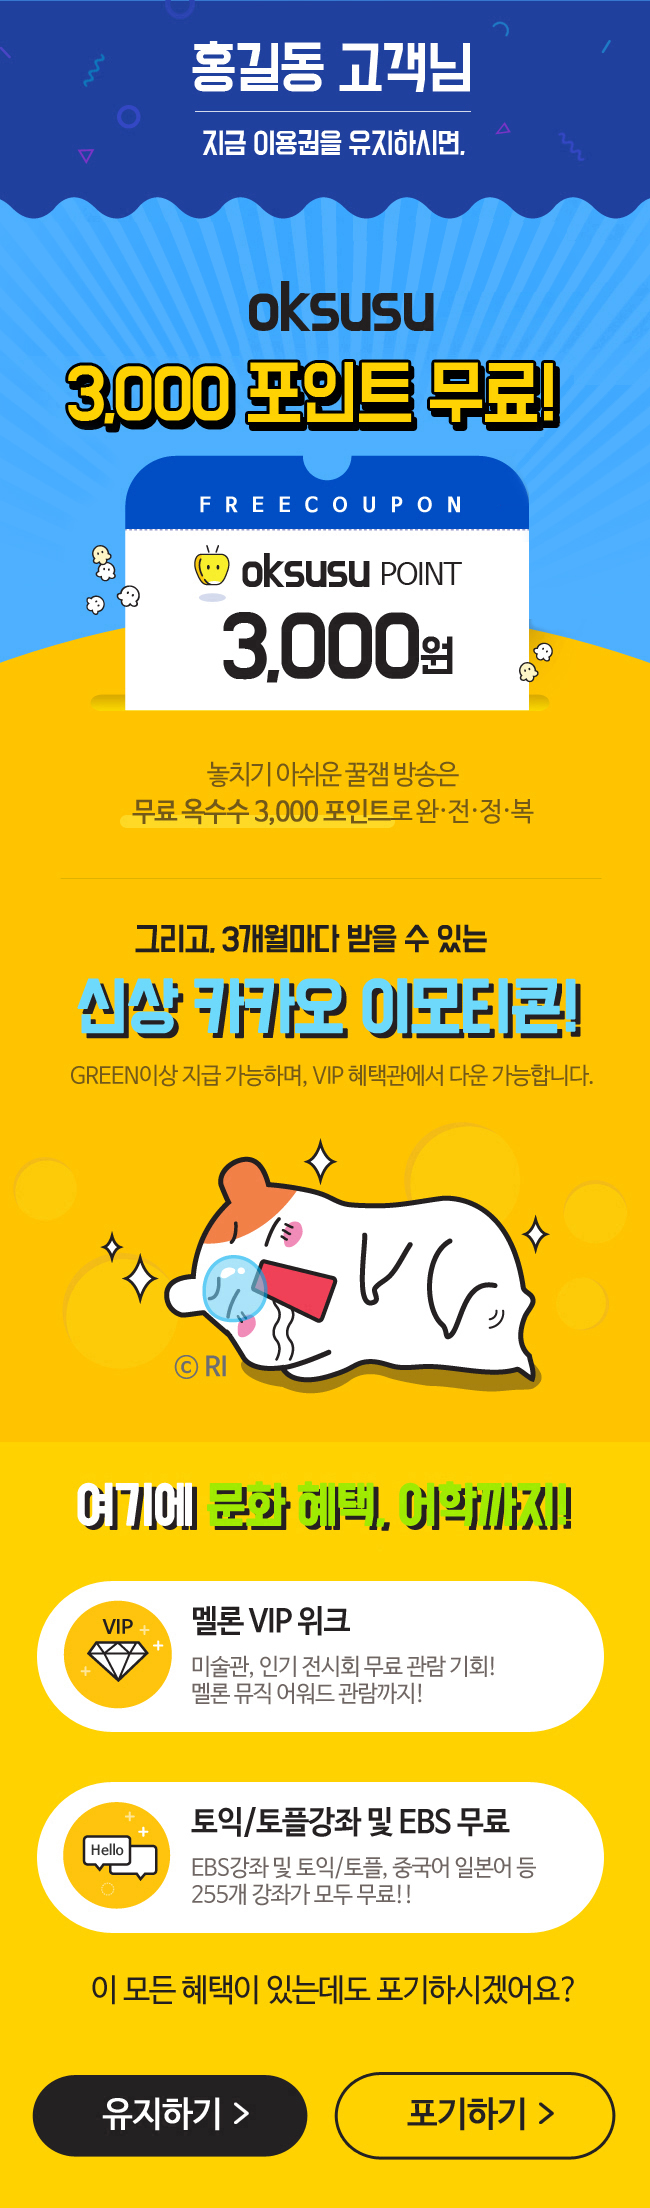 홍길동 고객님
지금 이용권을 유지하시면,
oksusu
3,000 포인트 무료!
FREECOUPON
oksusu POINT
3,000원
놓치기 아쉬운 꿀잼 방송은
무료 옥수수 3,000 포인트로 완·전·정·복
그리고, 3개월마다 받을 수 있는
신상 카카오 이모티콘!
GREEN이상 지급 가능하며, VIP 혜택관에서 다운 가능합니다.
© RI
여기에 문화 혜택, 어학까지!
VIP
멜론 VIP 위크
미술관, 인기 전시회 무료 관람 기회!
멜론 뮤직 어워드 관람까지!
Hello
토익/토플강좌 및 EBS 무료
EBS강좌 및 토익/토플, 중국어 일본어 등
255개 강좌가 모두 무료!!
이 모든 혜택이 있는데도 포기하시겠어요?
유지하기 >
포기하기 >